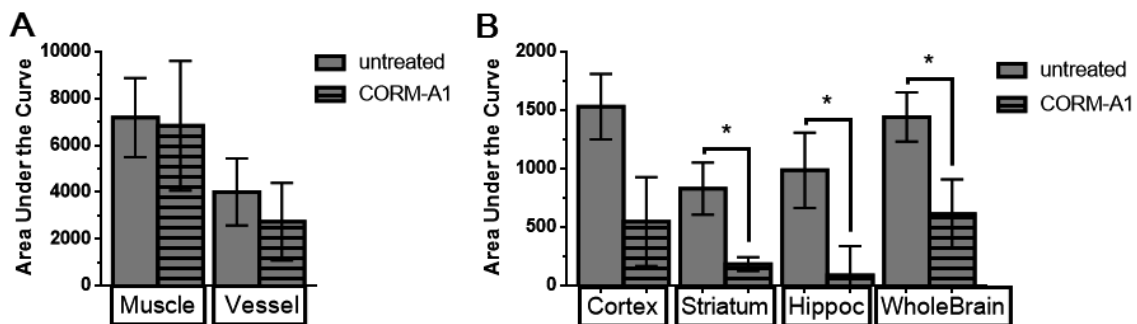 A
Area Under the Curve
10000
8000
6000
4000
2000
0
Muscle Vessel
untreated
CORM-A1
B
Area Under the Curve
2000
1500
1000
500
0
* * *
Cortex Striatum Hippoc WholeBrain
untreated
CORM-A1